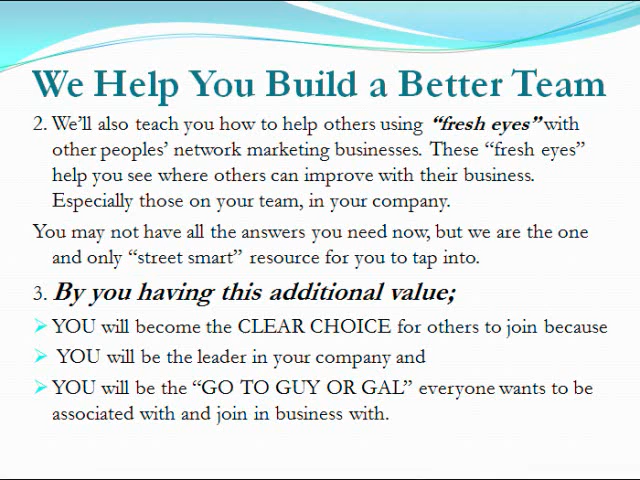 We Help You Build a Better Team
2. We’ll also teach you how to help others using “fresh eyes” with
other peoples’ network marketing businesses. These “fresh eyes”
help you see where others can improve with their business.
Especially those on your team, in your company.
You may not have all the answers you need now, but we are the one
and only “street smart” resource for you to tap into.
3. By you having this additional value;
YOU will become the CLEAR CHOICE for others to join because
YOU will be the leader in your company and
YOU will be the “GO TO GUY OR GAL” everyone wants to be
associated with and join in business with.